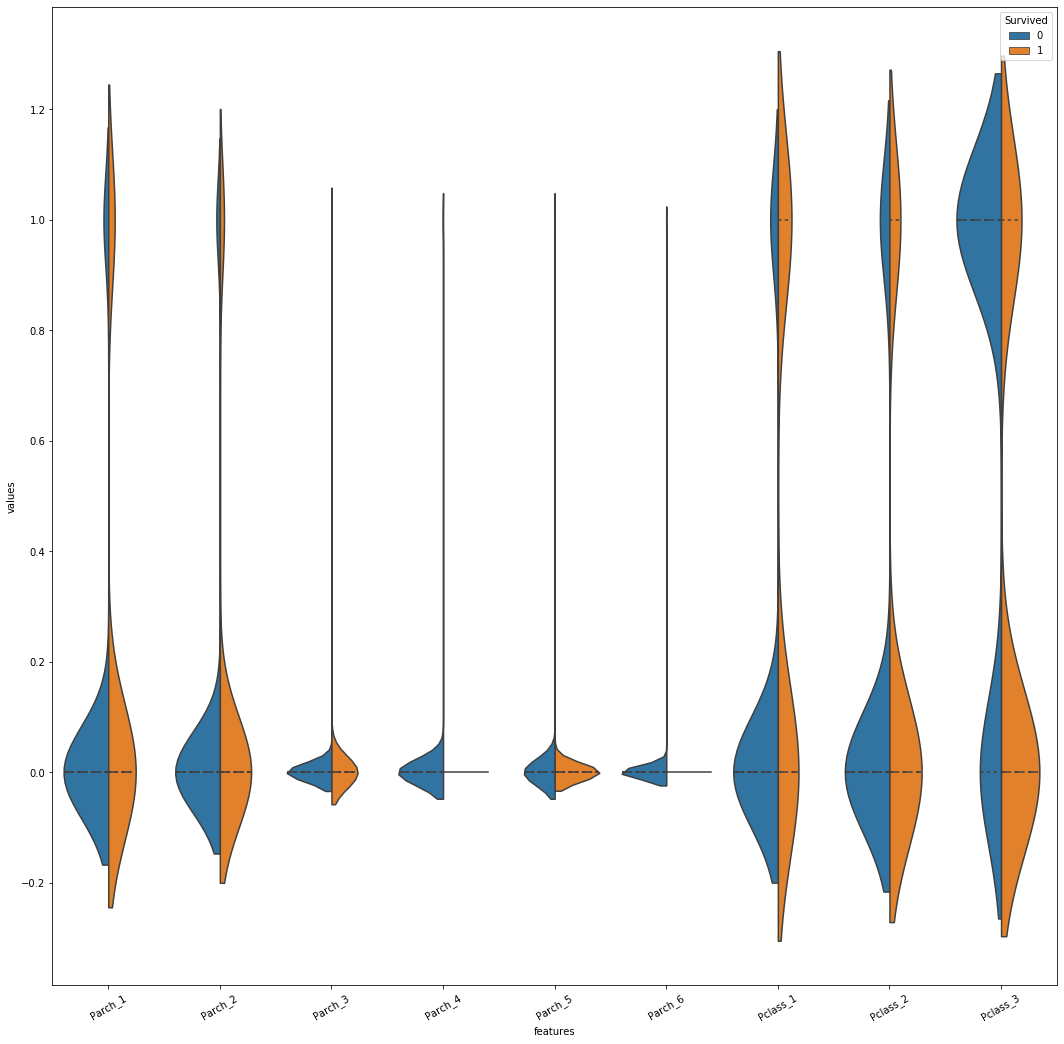 Survived
0
1
1.2
1.0
0.8
0.6
0.4
0.2
0.0
−0.2
values
Parch_1
Parch_2
Parch_3
Parch_4
Parch_5
Parch_6
Pclass_1
Pclass_2
Pclass_3
features